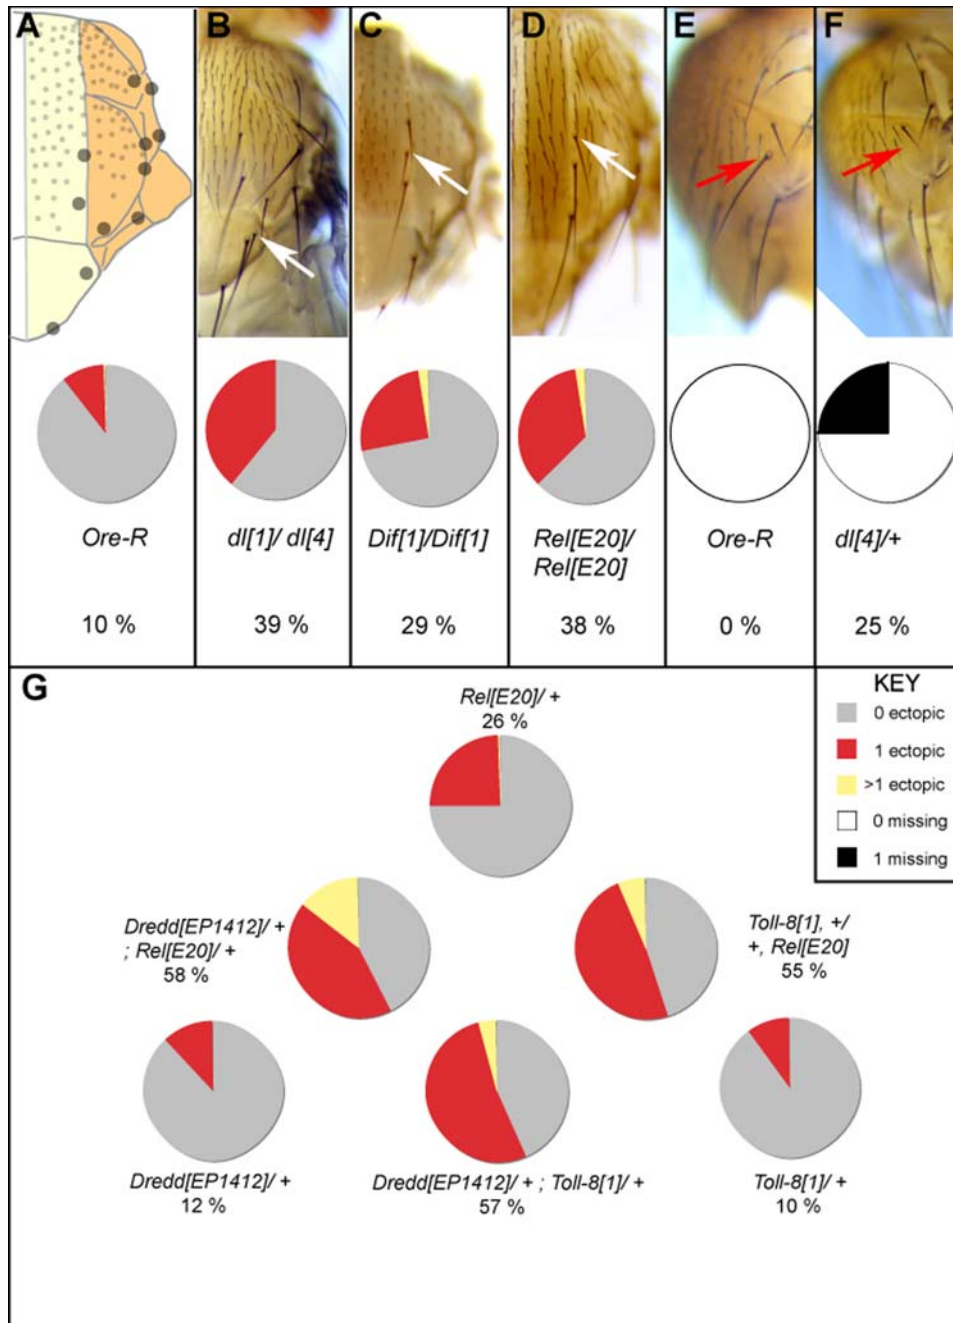 A
B
C
D
E
F
Ore-R
dl[1]/ dl[4]
Dif[1]/Dif[1]
Rel[E20]/
Rel[E20]
Ore-R
dl[4]/+
10 %
39 %
29 %
38 %
0 %
25 %
G
KEY
0 ectopic
1 ectopic
>1 ectopic
0 missing
1 missing
Rel[E20]/ +
26 %
Dredd[EP1412]/ +
; Rel[E20]/ +
58 %
Toll-8[1], +/
+, Rel[E20]
55 %
Dredd[EP1412]/ +
12 %
Dredd[EP1412]/ + ; Toll-8[1]/ +
57 %
Toll-8[1]/ +
10 %